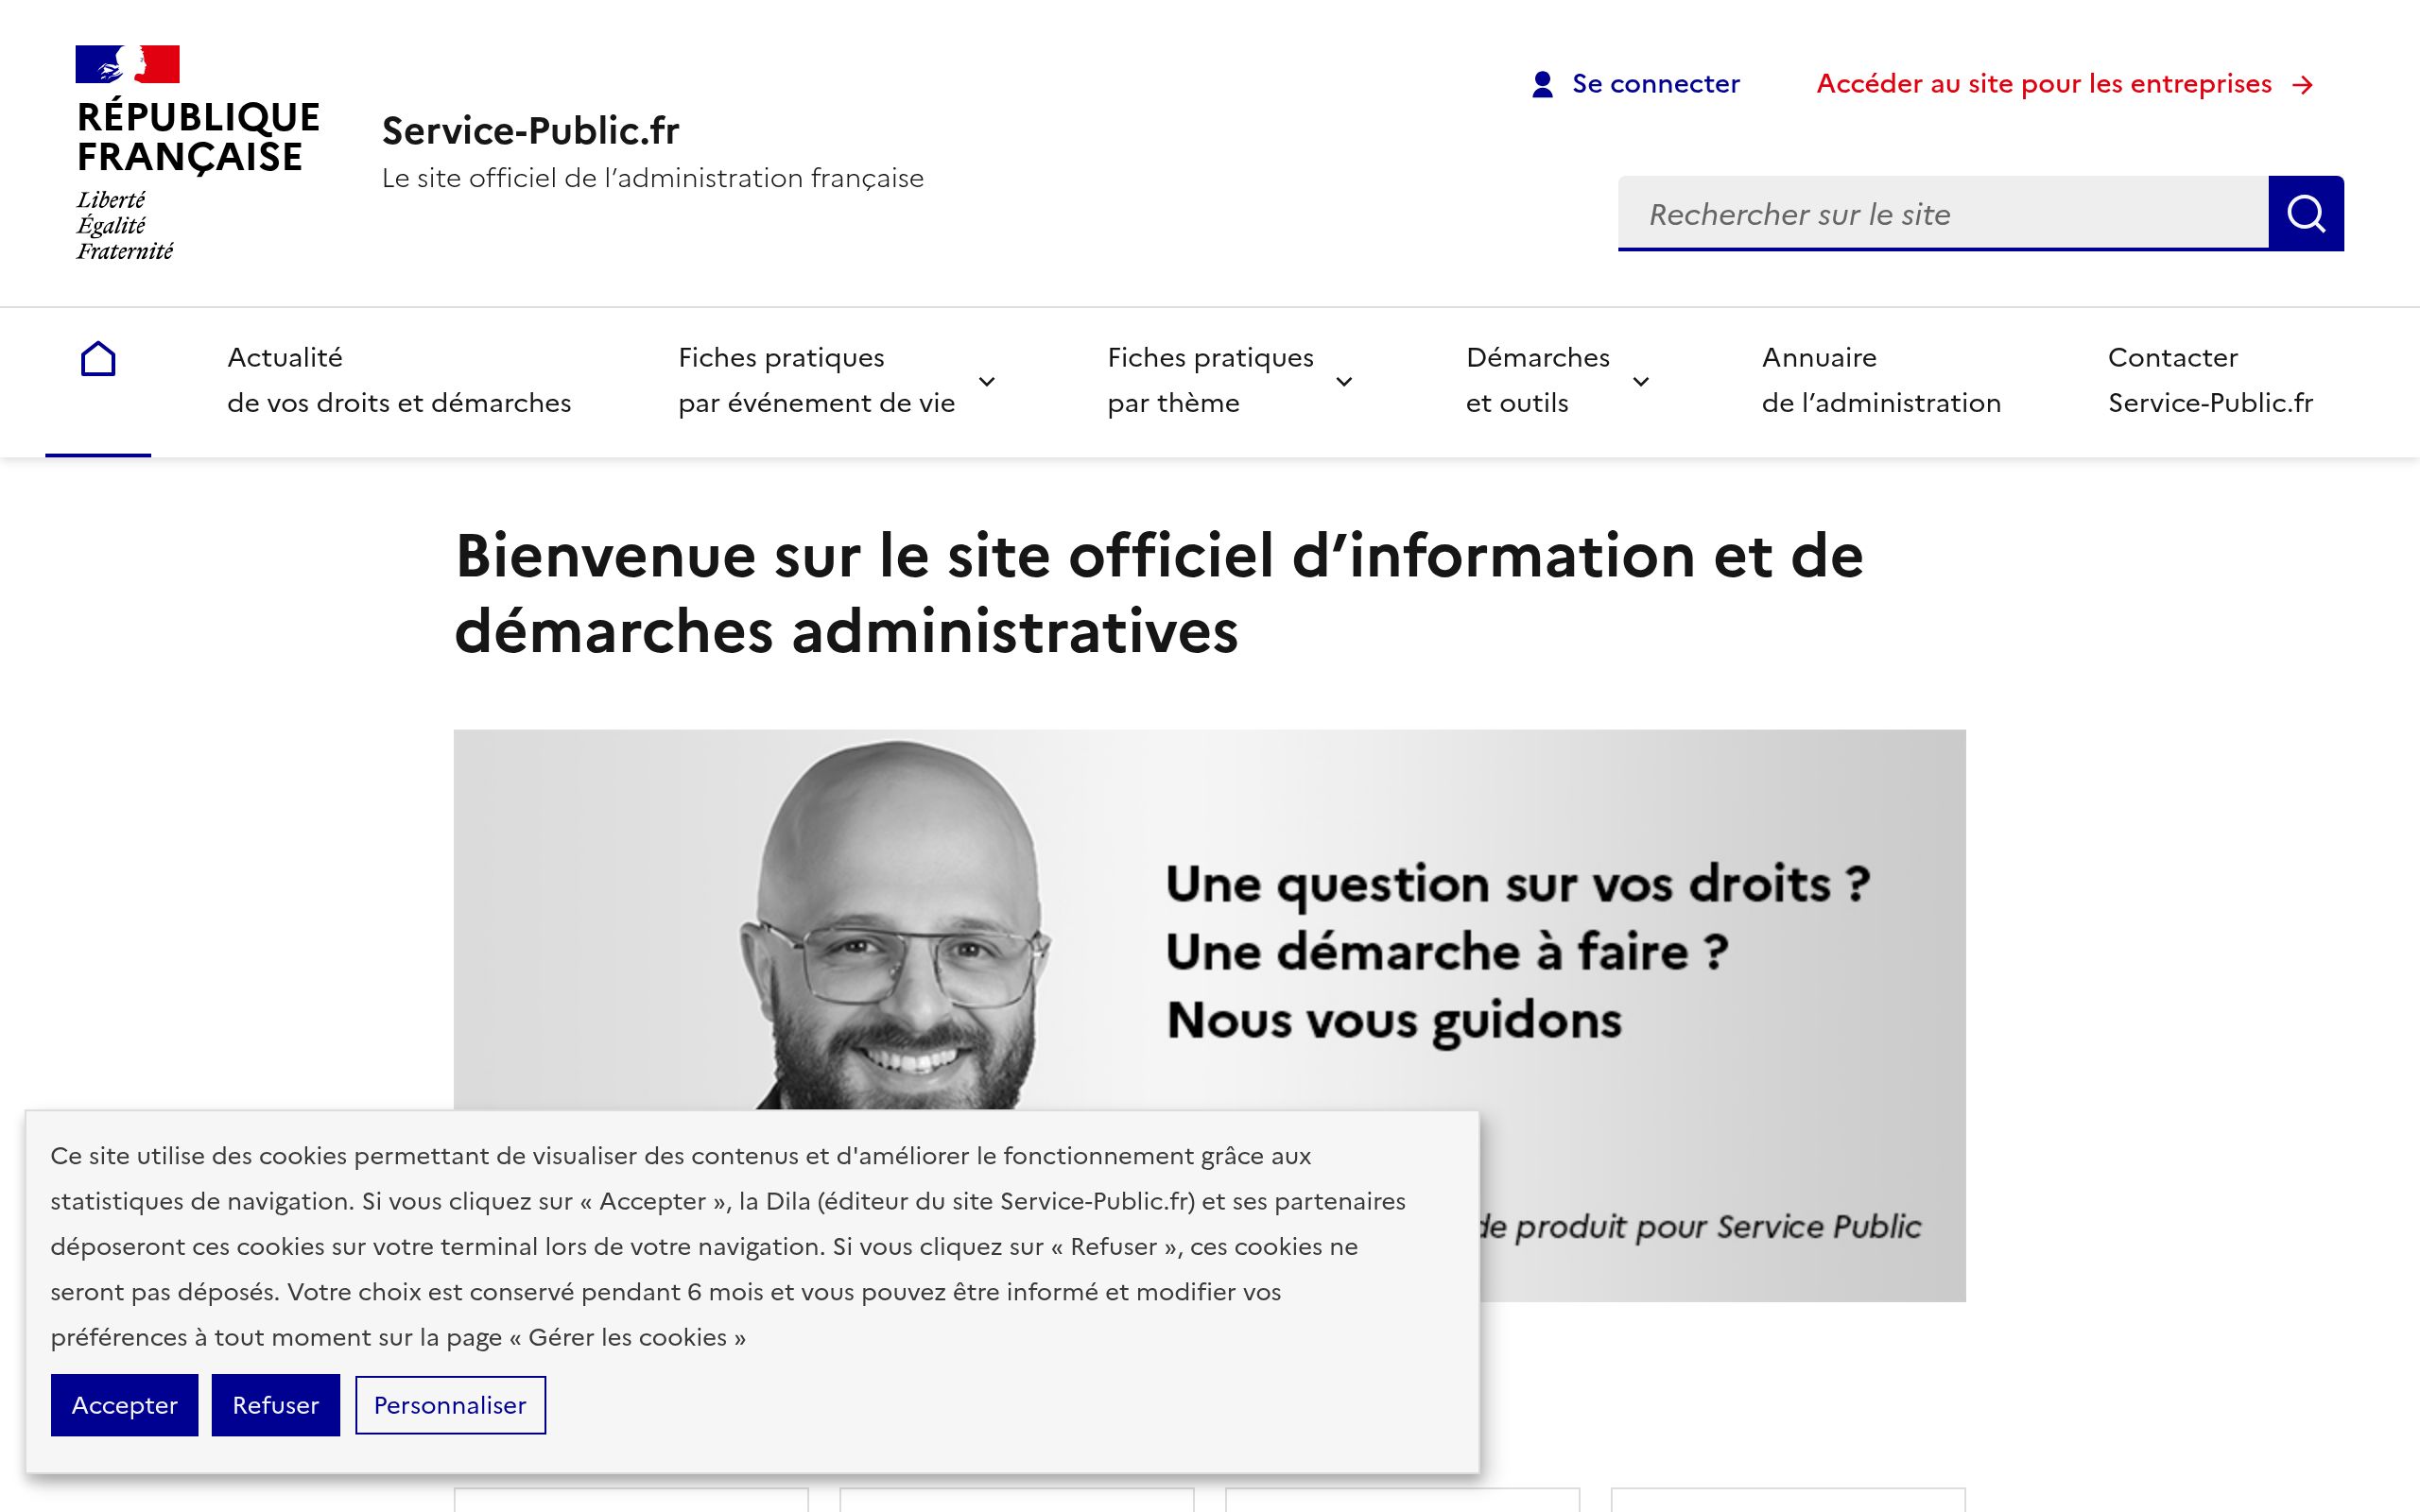 RÉPUBLIQUE
FRANÇAISE
Liberté
Égalité
Fraternité
Service-Public.fr
Le site officiel de l’administration française
Se connecter
Accéder au site pour les entreprises
Rechercher sur le site
Actualité
de vos droits et démarches
Fiches pratiques
par événement de vie
Fiches pratiques
par thème
Démarches
et outils
Annuaire
de l’administration
Contacter
Service-Public.fr
Bienvenue sur le site officiel d’information et de
démarches administratives
Une question sur vos droits ?
Une démarche à faire ?
Nous vous guidons
de produit pour Service Public
Ce site utilise des cookies permettant de visualiser des contenus et d'améliorer le fonctionnement grâce aux
statistiques de navigation. Si vous cliquez sur « Accepter », la Dila (éditeur du site Service-Public.fr) et ses partenaires
déposeront ces cookies sur votre terminal lors de votre navigation. Si vous cliquez sur « Refuser », ces cookies ne
seront pas déposés. Votre choix est conservé pendant 6 mois et vous pouvez être informé et modifier vos
préférences à tout moment sur la page « Gérer les cookies »
Accepter
Refuser
Personnaliser